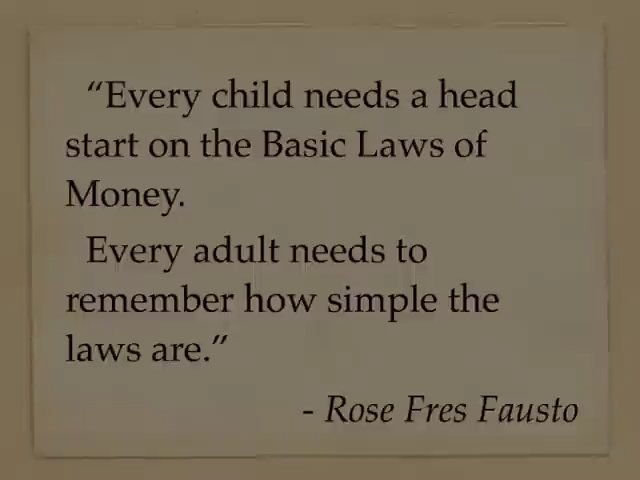 “Every child needs a head
start on the Basic Laws of
Money.
Every adult needs to
remember how simple the
laws are.”
- Rose Fres Fausto